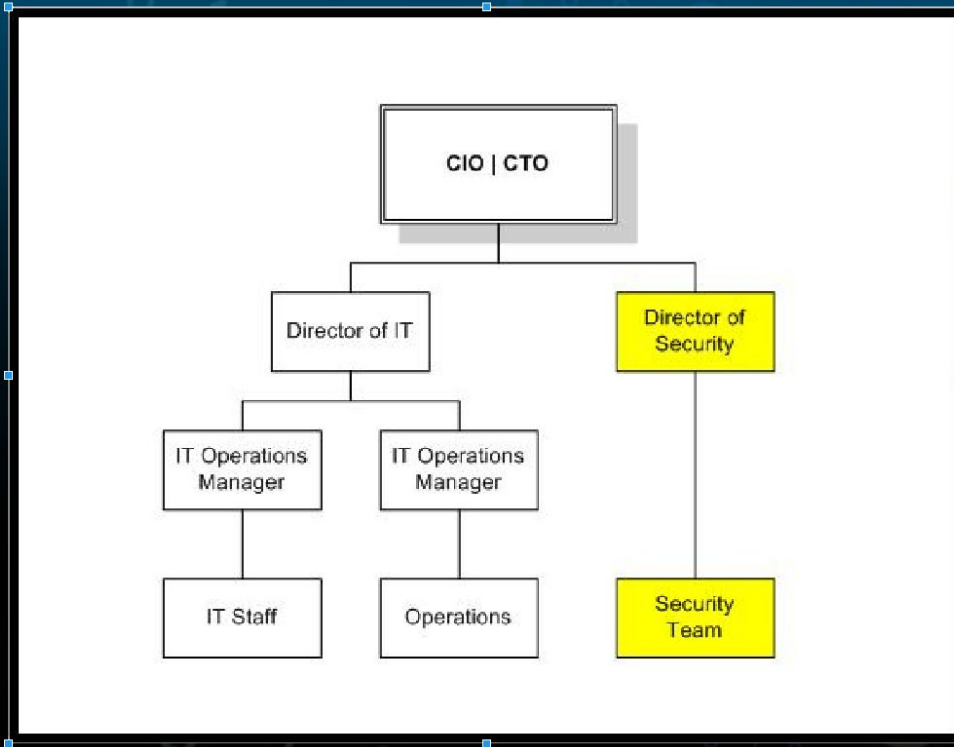 CIO | CTO
Director of IT
Director of
Security
IT Operations
Manager
IT Operations
Manager
IT Staff
Operations
Security
Team